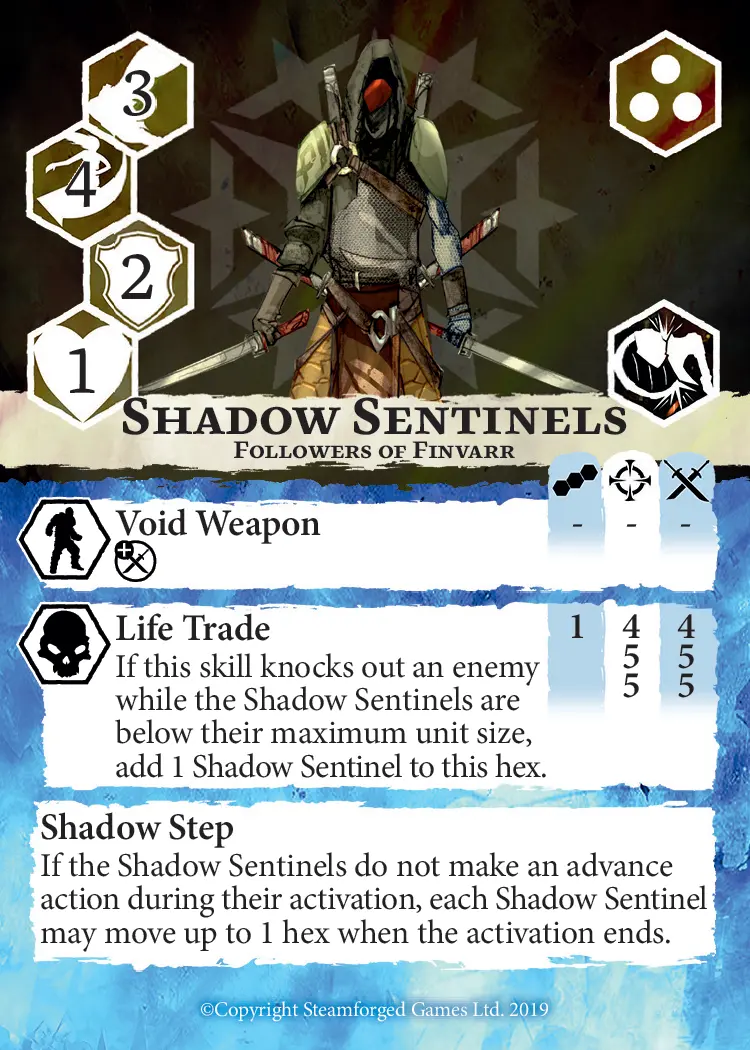 3
4
2
1
Shadow Sentinels
Followers of Finvarr
Void Weapon
- - -
Life Trade
1 4 4
5 5
5 5
If this skill knocks out an enemy
while the Shadow Sentinels are
below their maximum unit size,
add 1 Shadow Sentinel to this hex.
Shadow Step
If the Shadow Sentinels do not make an advance
action during their activation, each Shadow Sentinel
may move up to 1 hex when the activation ends.
©Copyright Steamforged Games Ltd. 2019